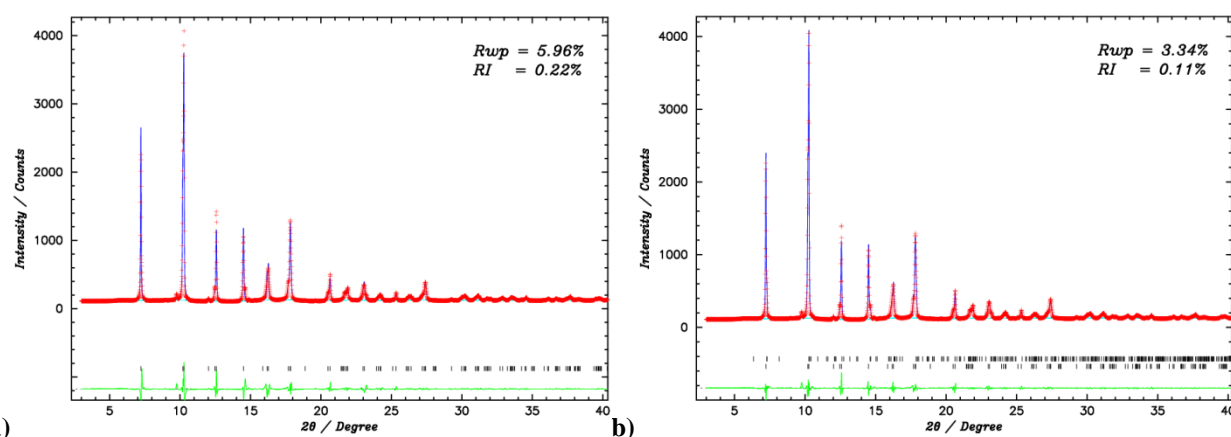 4000
3000
2000
1000
0
Intensity / Counts
Rwp = 5.96%
RI = 0.22%
5 10 15 20 25 30 35 40
2θ / Degree
)
4000
3000
2000
1000
0
Intensity / Counts
Rwp = 3.34%
RI = 0.11%
5 10 15 20 25 30 35 40
2θ / Degree
b)